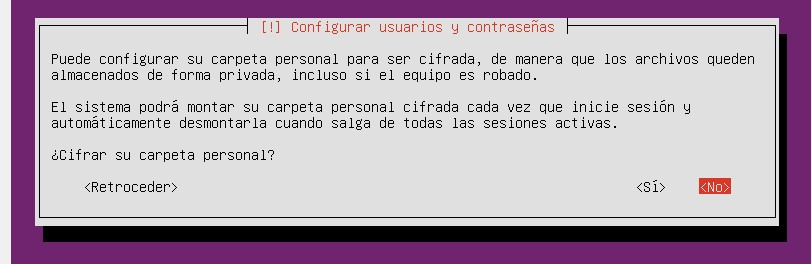 [!] Configurar usuarios y contraseñas
Puede configurar su carpeta personal para ser cifrada, de manera que los archivos queden
almacenados de forma privada, incluso si el equipo es robado.
El sistema podrá montar su carpeta personal cifrada cada vez que inicie sesión y
automáticamente desmontarla cuando salga de todas las sesiones activas.
¿Cifrar su carpeta personal?
<Retroceder> <Sí> <No>